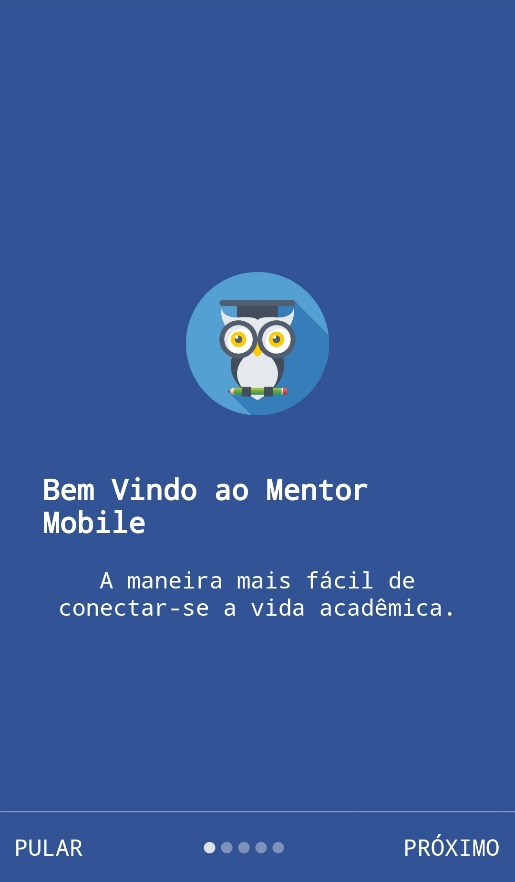 Bem Vindo ao Mentor
Mobile
A maneira mais fácil de
conectar-se a vida acadêmica.
PULAR
PRÓXIMO